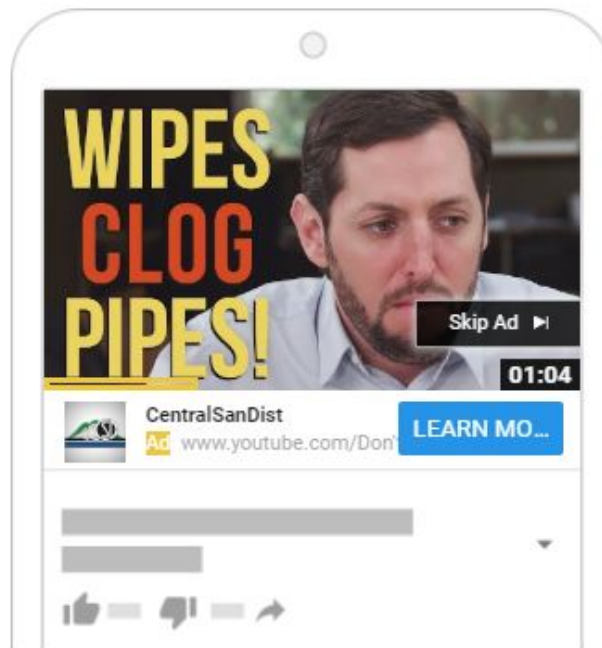 WIPES
CLOG
PIPES!
Skip Ad
01:04
CentralSanDist
Ad www.youtube.com/Don'
LEARN MO...